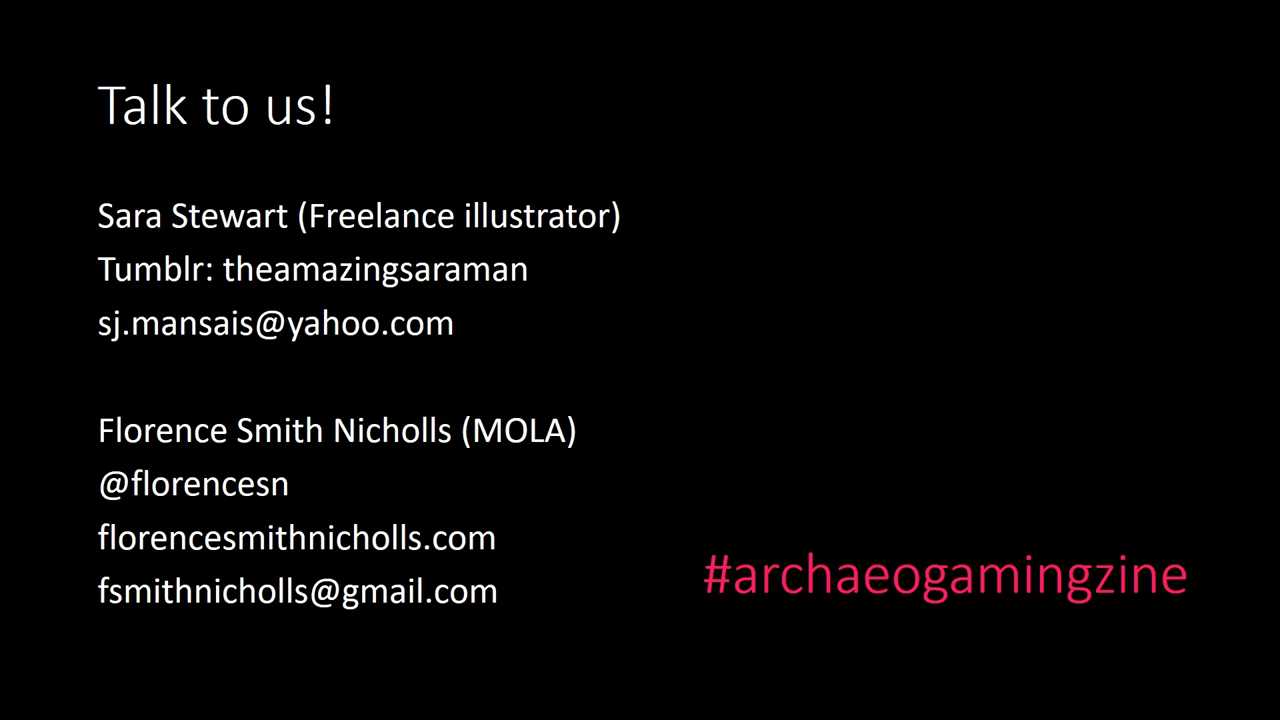 Talk to us!
Sara Stewart (Freelance illustrator)
Tumblr: theamazingsaraman
sj.mansais@yahoo.com
Florence Smith Nicholls (MOLA)
@florencesn
florencesmithnicholls.com
fsmithnicholls@gmail.com
#archaeogamingzine